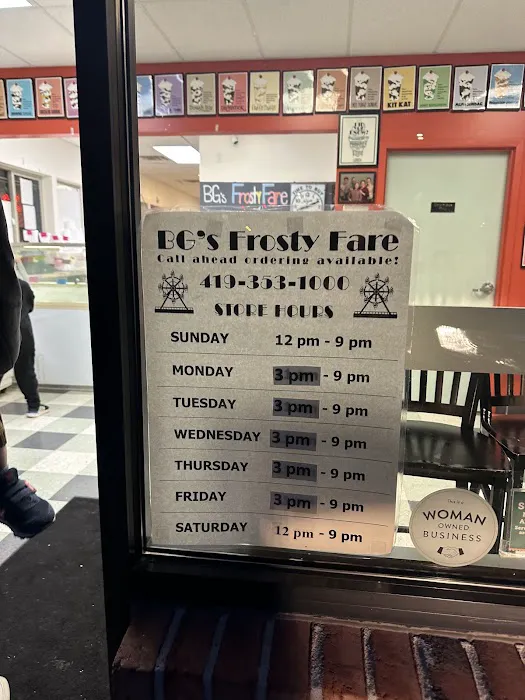 KIT KAT
BG's Frosty Fare
BG's Frosty Fare
Call ahead ordering available!
419-353-1000
STORE HOURS
SUNDAY 12 pm - 9 pm
MONDAY 3 pm - 9 pm
TUESDAY 3 pm - 9 pm
WEDNESDAY 3 pm - 9 pm
THURSDAY 3 pm - 9 pm
FRIDAY 3 pm - 9 pm
SATURDAY 12 pm - 9 pm
WOMAN
OWNED
BUSINESS